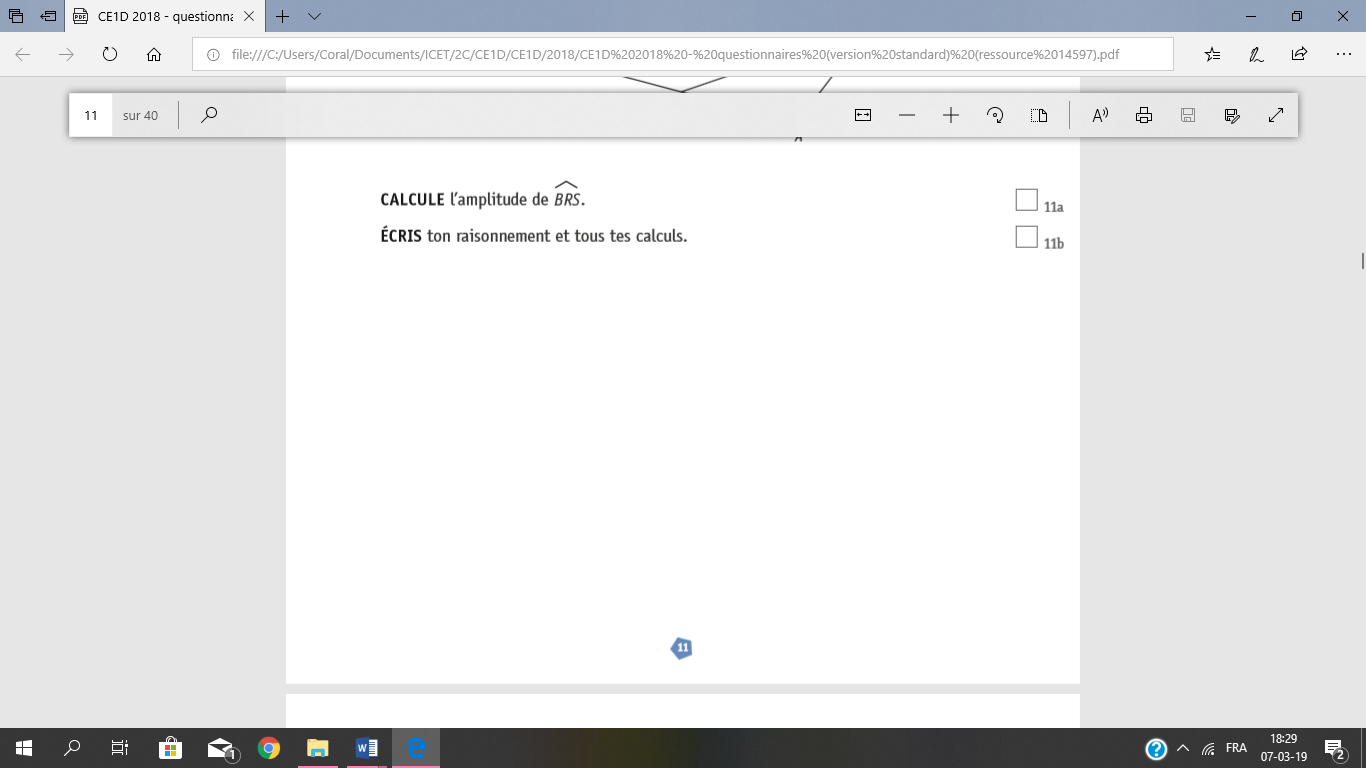 CE1D 2018 - questionna
file:///C:/Users/Coral/Documents/ICET/2C/CE1D/CE1D/2018/CE1D%202018%20-%20questionnaires%20(version%20standard)%20(ressource%2014597).pdf
11 sur 40
CALCULE l'amplitude de BRS.
11a
ÉCRIS ton raisonnement et tous tes calculs.
11b
11
FRA
18:29
07-03-19
1
2